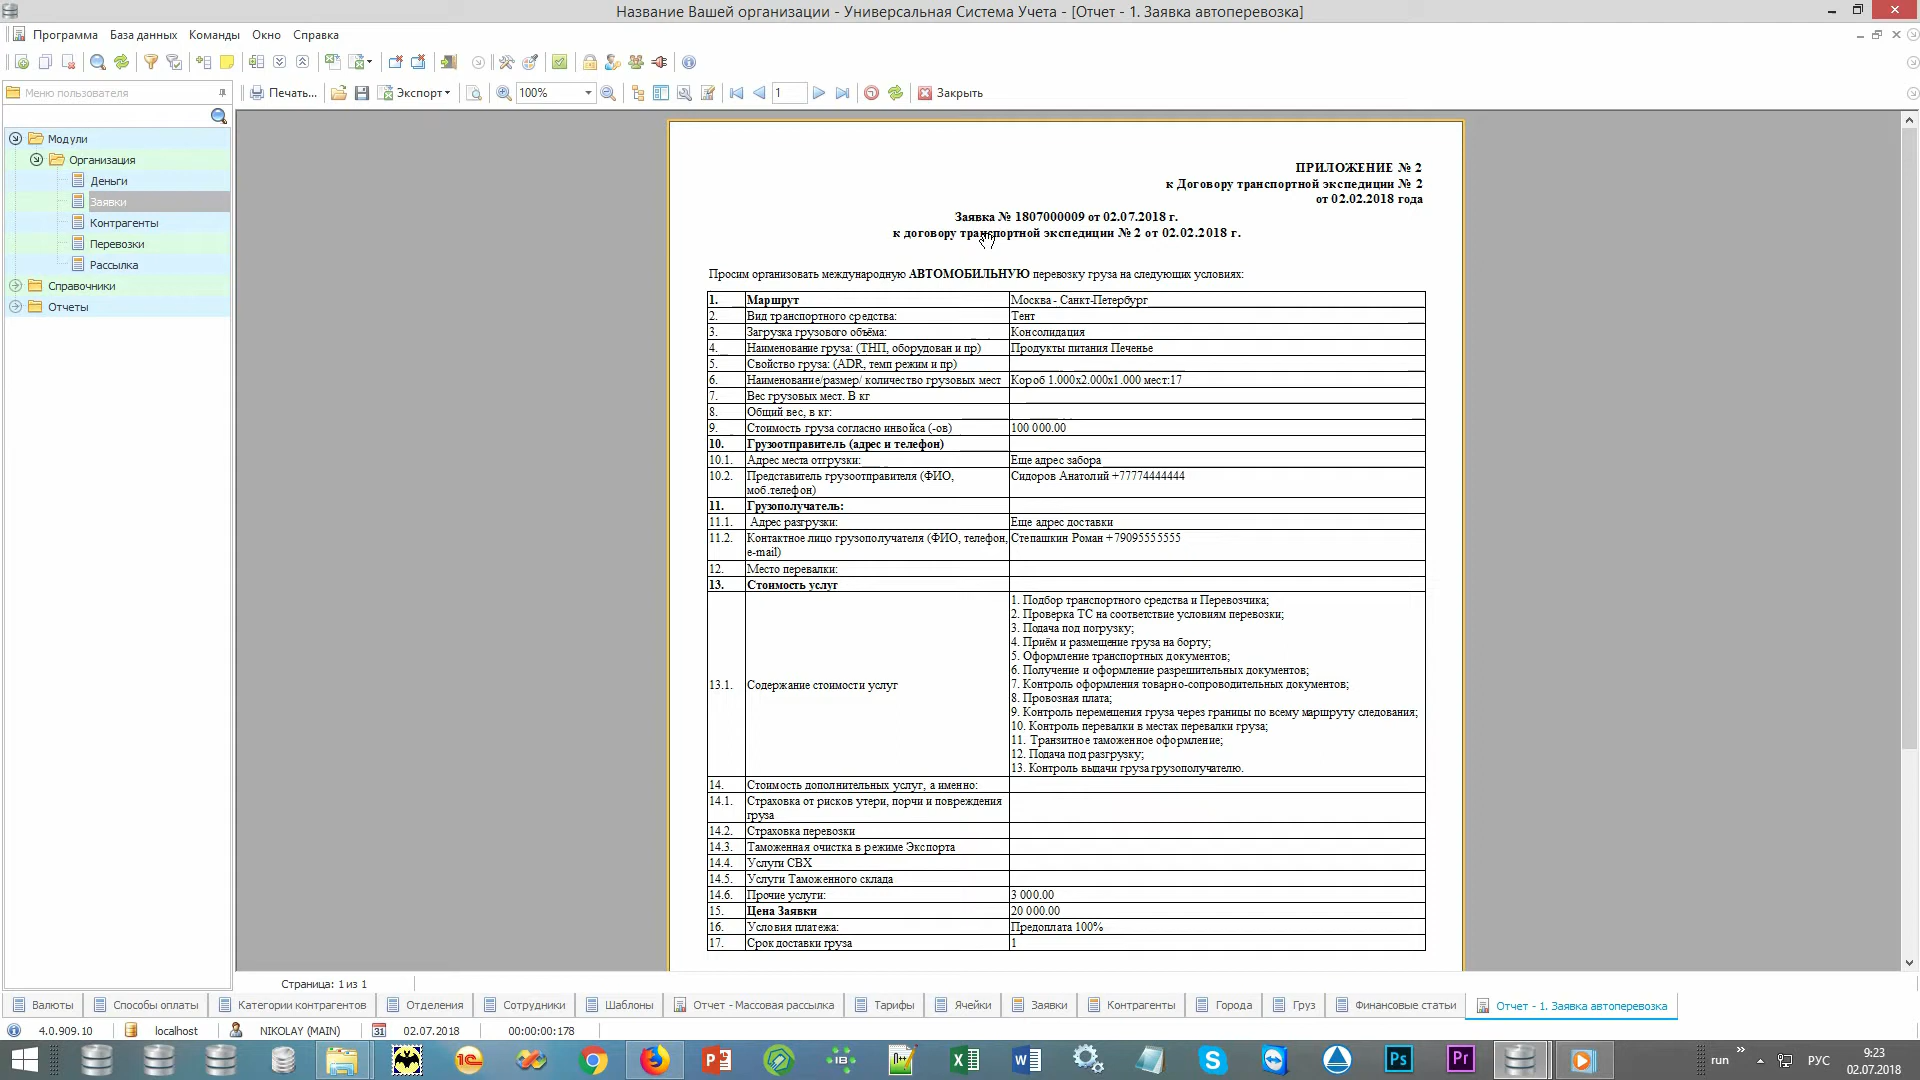 Название Вашей организации - Универсальная Система Учета - [Отчет - 1. Заявка автоперевозка]
Программа База данных Команды Окно Справка
Меню пользователя
Печать... Экспорт 100% 1 Закрыть
Модули
Организация
Деньги
Заявки
Контрагенты
Перевозки
Рассылка
Справочники
Отчеты
ПРИЛОЖЕНИЕ № 2
к Договору транспортной экспедиции № 2
от 02.02.2018 года
Заявка № 1807000009 от 02.07.2018 г.
к договору транспортной экспедиции № 2 от 02.02.2018 г.
Просим организовать международную АВТОМОБИЛЬНУЮ перевозку груза на следующих условиях:
1. Маршрут Москва - Санкт-Петербург
2. Вид транспортного средства: Тент
3. Загрузка грузового объёма: Консолидация
4. Наименование груза: (ТНП, оборудован и пр) Продукты питания Печенье
5. Свойство груза: (ADR, темп режим и пр)
6. Наименование/размер/ количество грузовых мест Короб 1.000x2.000x1.000 мест:17
7. Вес грузовых мест. В кг
8. Общий вес, в кг:
9. Стоимость груза согласно инвойса (-ов) 100 000.00
10. Грузоотправитель (адрес и телефон)
10.1. Адрес места отгрузки: Еще адрес забора
10.2. Представитель грузоотправителя (ФИО, Сидоров Анатолий +77774444444
моб.телефон)
11. Грузополучатель:
11.1. Адрес разгрузки: Еще адрес доставки
11.2. Контактное лицо грузополучателя (ФИО, телефон, Степашкин Роман +79095555555
e-mail)
12. Место перевалки:
13. Стоимость услуг
13.1. Содержание стоимости услуг
1. Подбор транспортного средства и Перевозчика;
2. Проверка ТС на соответствие условиям перевозки;
3. Подача под погрузку;
4. Приём и размещение груза на борту;
5. Оформление транспортных документов;
6. Получение и оформление разрешительных документов;
7. Контроль оформления товарно-сопроводительных документов;
8. Провозная плата;
9. Контроль перемещения груза через границы по всему маршруту следования;
10. Контроль перевалки в местах перевалки груза;
11. Транзитное таможенное оформление;
12. Подача под разгрузку;
13. Контроль выдачи груза грузополучателю.
14. Стоимость дополнительных услуг, а именно:
14.1. Страховка от рисков утери, порчи и повреждения
груза
14.2. Страховка перевозки
14.3. Таможенная очистка в режиме Экспорта
14.4. Услуги СВХ
14.5. Услуги Таможенного склада
14.6. Прочие услуги: 3 000.00
15. Цена Заявки 20 000.00
16. Условия платежа: Предоплата 100%
17. Срок доставки груза 1
Страница: 1 из 1
Валюты Способы оплаты Категории контрагентов Отделения Сотрудники Шаблоны Отчет - Массовая рассылка Тарифы Ячейки Заявки Контрагенты Города Груз Финансовые статьи Отчет - 1. Заявка автоперевозка
4.0.909.10 localhost NIKOLAY (MAIN) 31 02.07.2018 00:00:00:178
run РУС 9:23
02.07.2018